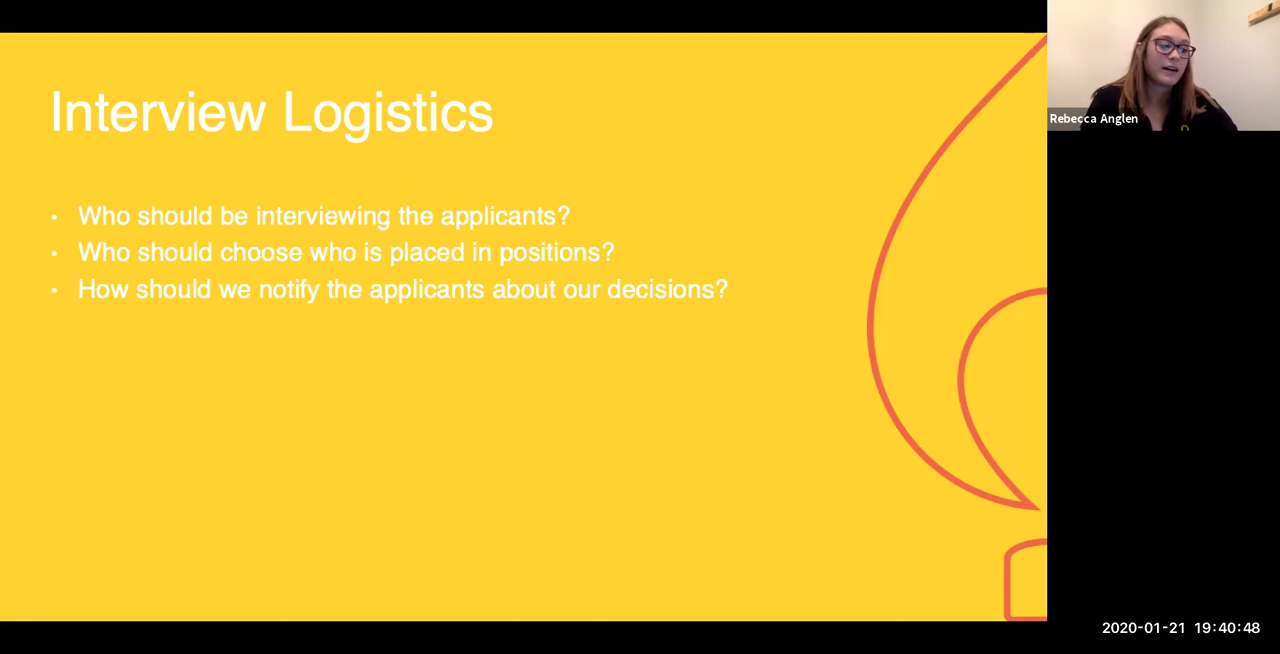 Interview Logistics
• Who should be interviewing the applicants?
• Who should choose who is placed in positions?
• How should we notify the applicants about our decisions?
Rebecca Anglen
2020-01-21 19:40:48